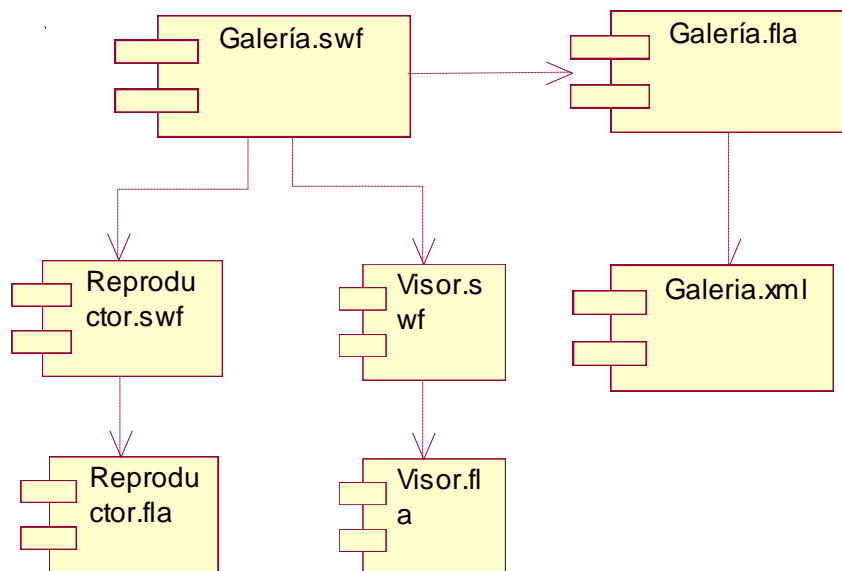 Galería.swf
Galería.fla
Reprodu
ctor.swf
Visor.s
wf
Galeria.xml
Reprodu
ctor.fla
Visor.fl
a